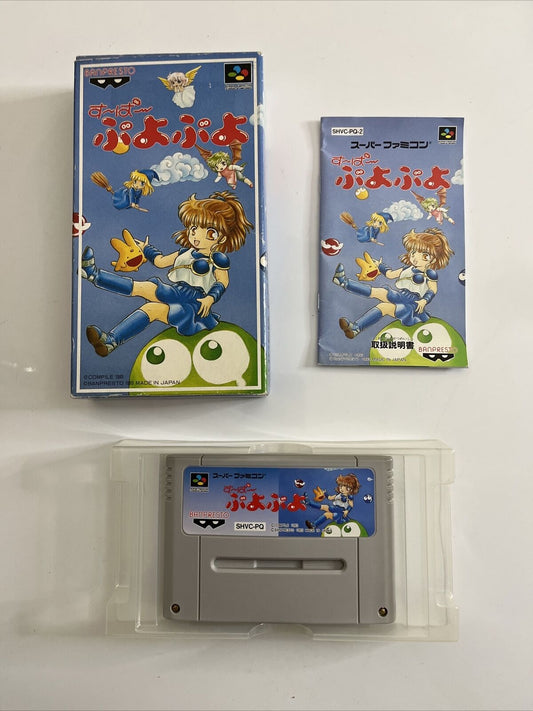 BANPRESTO
す〜ぱ〜
ぷよぷよ
©COMPILE '93
©BANPRESTO '93 MADE IN JAPAN
SHVC-PQ-2
スーパーファミコン
す〜ぱ〜
ぷよぷよ
取扱説明書
BANPRESTO
スーパーファミコン
す〜ぱ〜
ぷよぷよ
BANPRESTO
SHVC-PQ